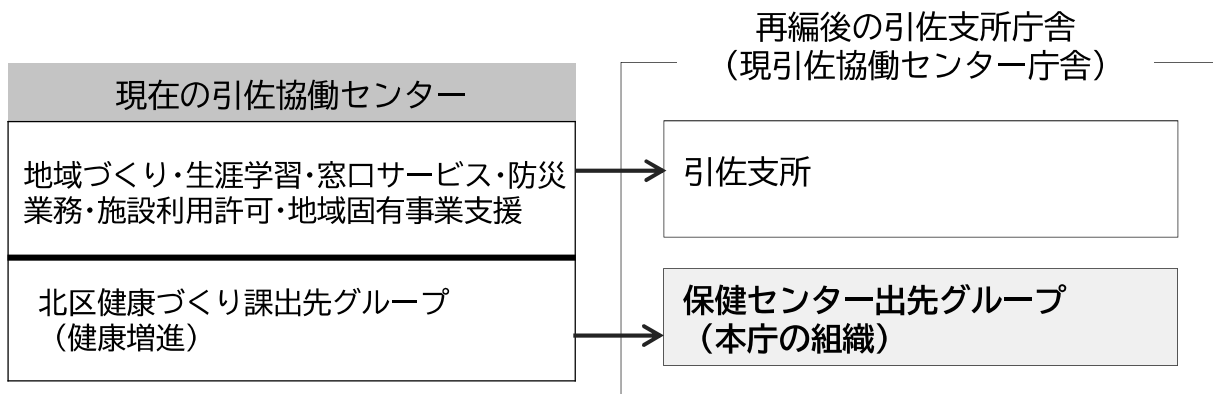 再編後の引佐支所庁舎
（現引佐協働センター庁舎）
現在の引佐協働センター
地域づくり・生涯学習・窓口サービス・防災
業務・施設利用許可・地域固有事業支援
引佐支所
北区健康づくり課出先グループ
（健康増進）
保健センター出先グループ
（本庁の組織）